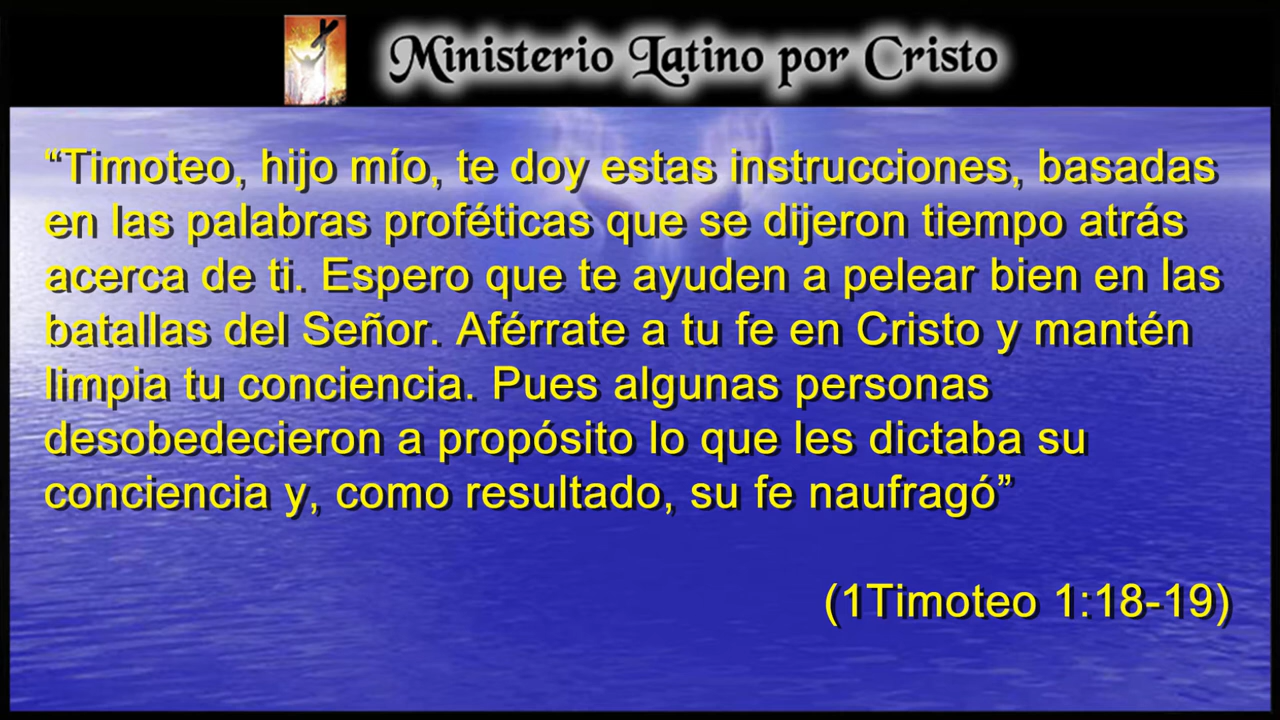 Ministerio Latino por Cristo
“Timoteo, hijo mío, te doy estas instrucciones, basadas
en las palabras proféticas que se dijeron tiempo atrás
acerca de ti. Espero que te ayuden a pelear bien en las
batallas del Señor. Aférrate a tu fe en Cristo y mantén
limpia tu conciencia. Pues algunas personas
desobedecieron a propósito lo que les dictaba su
conciencia y, como resultado, su fe naufragó”
(1Timoteo 1:18-19)